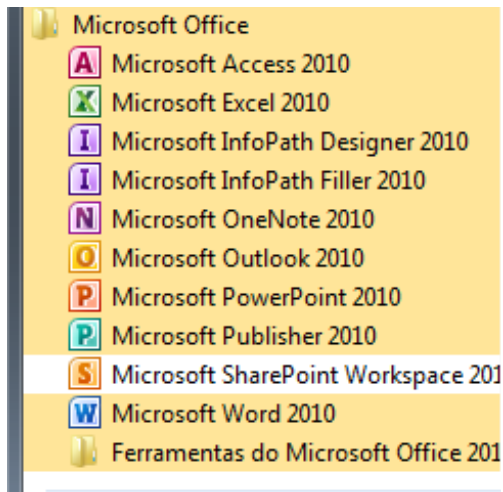 Microsoft Office
Microsoft Access 2010
Microsoft Excel 2010
Microsoft InfoPath Designer 2010
Microsoft InfoPath Filler 2010
Microsoft OneNote 2010
Microsoft Outlook 2010
Microsoft PowerPoint 2010
Microsoft Publisher 2010
Microsoft SharePoint Workspace 201
Microsoft Word 2010
Ferramentas do Microsoft Office 201